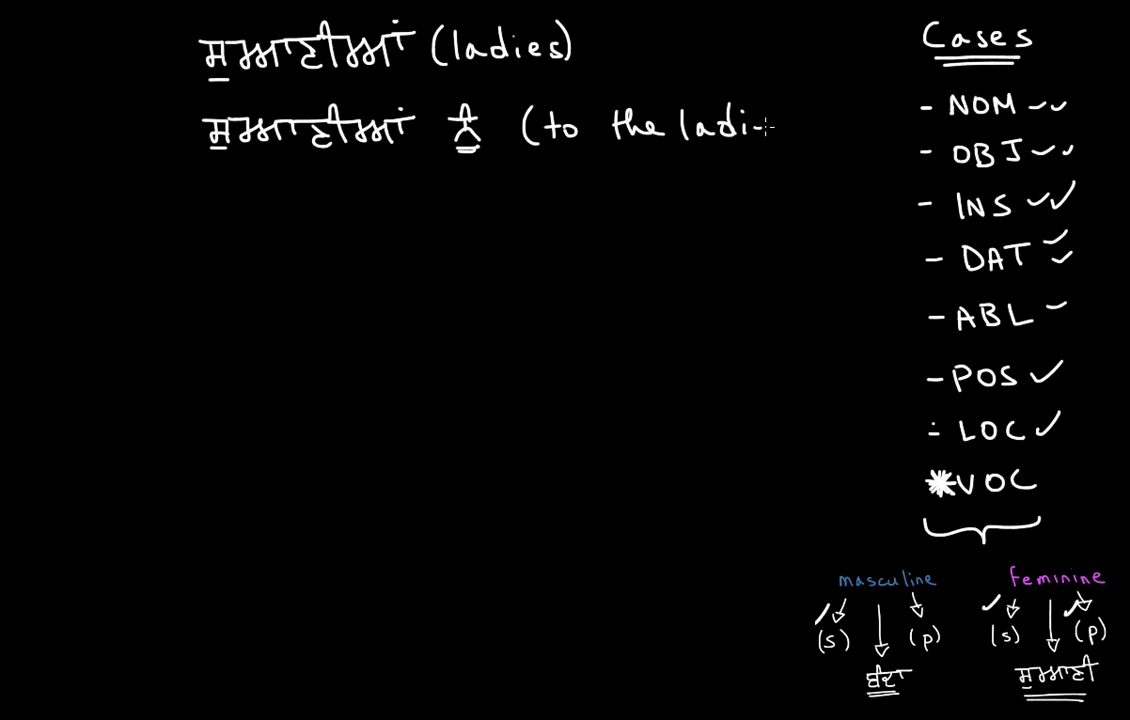 ਸੁਆਣੀਆਂ (ladies)
ਸੁਆਣੀਆਂ ਨੂੰ (to the ladi
Cases
- NOM
- OBJ
- INS
- DAT
- ABL
- POS
- LOC
* VOC
masculine feminine
(s) (p) (s) (p)
ਬੰਦਾ ਸੁਆਣੀ